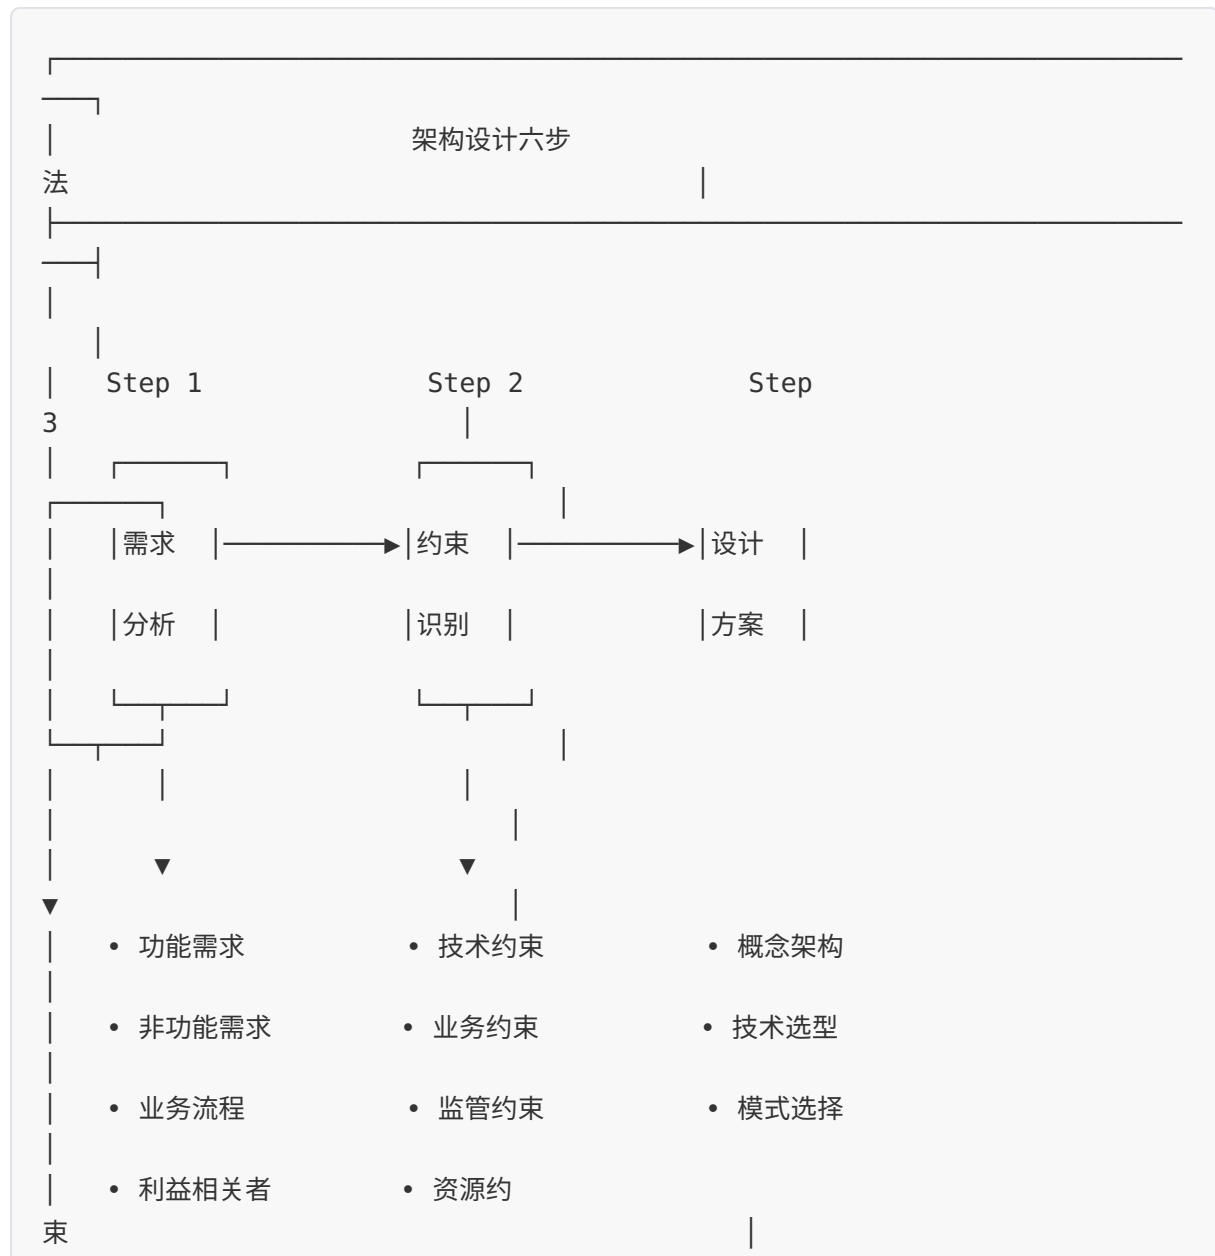 架构设计六步
法
Step 1 Step 2 Step
3
需求 约束 设计
分析 识别 方案
• 功能需求 • 技术约束 • 概念架构
• 非功能需求 • 业务约束 • 技术选型
• 业务流程 • 监管约束 • 模式选择
• 利益相关者 • 资源约
束